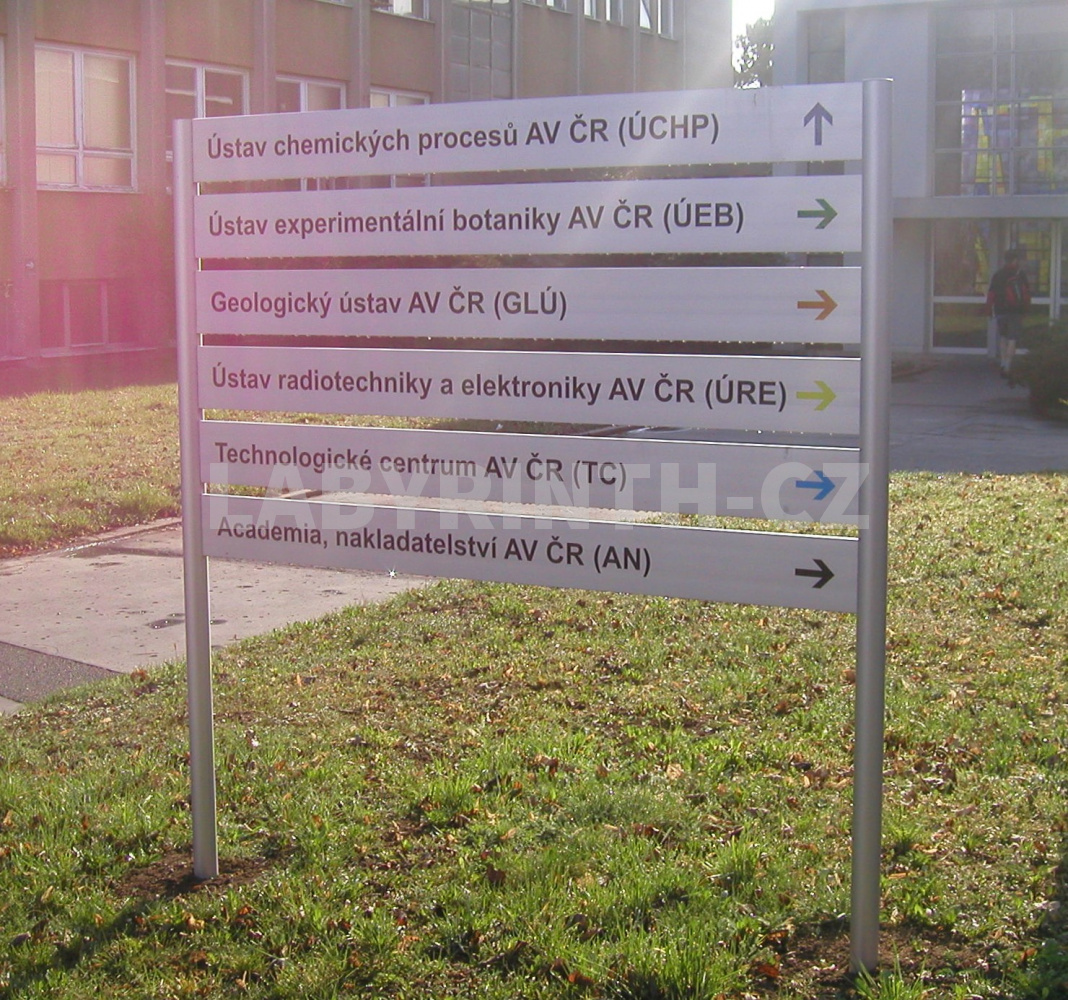 Ústav chemických procesů AV ČR (ÚCHP)
Ústav experimentální botaniky AV ČR (ÚEB)
Geologický ústav AV ČR (GLÚ)
Ústav radiotechniky a elektroniky AV ČR (ÚRE)
Technologické centrum AV ČR (TC)
LABYRINTH-CZ
Academia, nakladatelství AV ČR (AN)